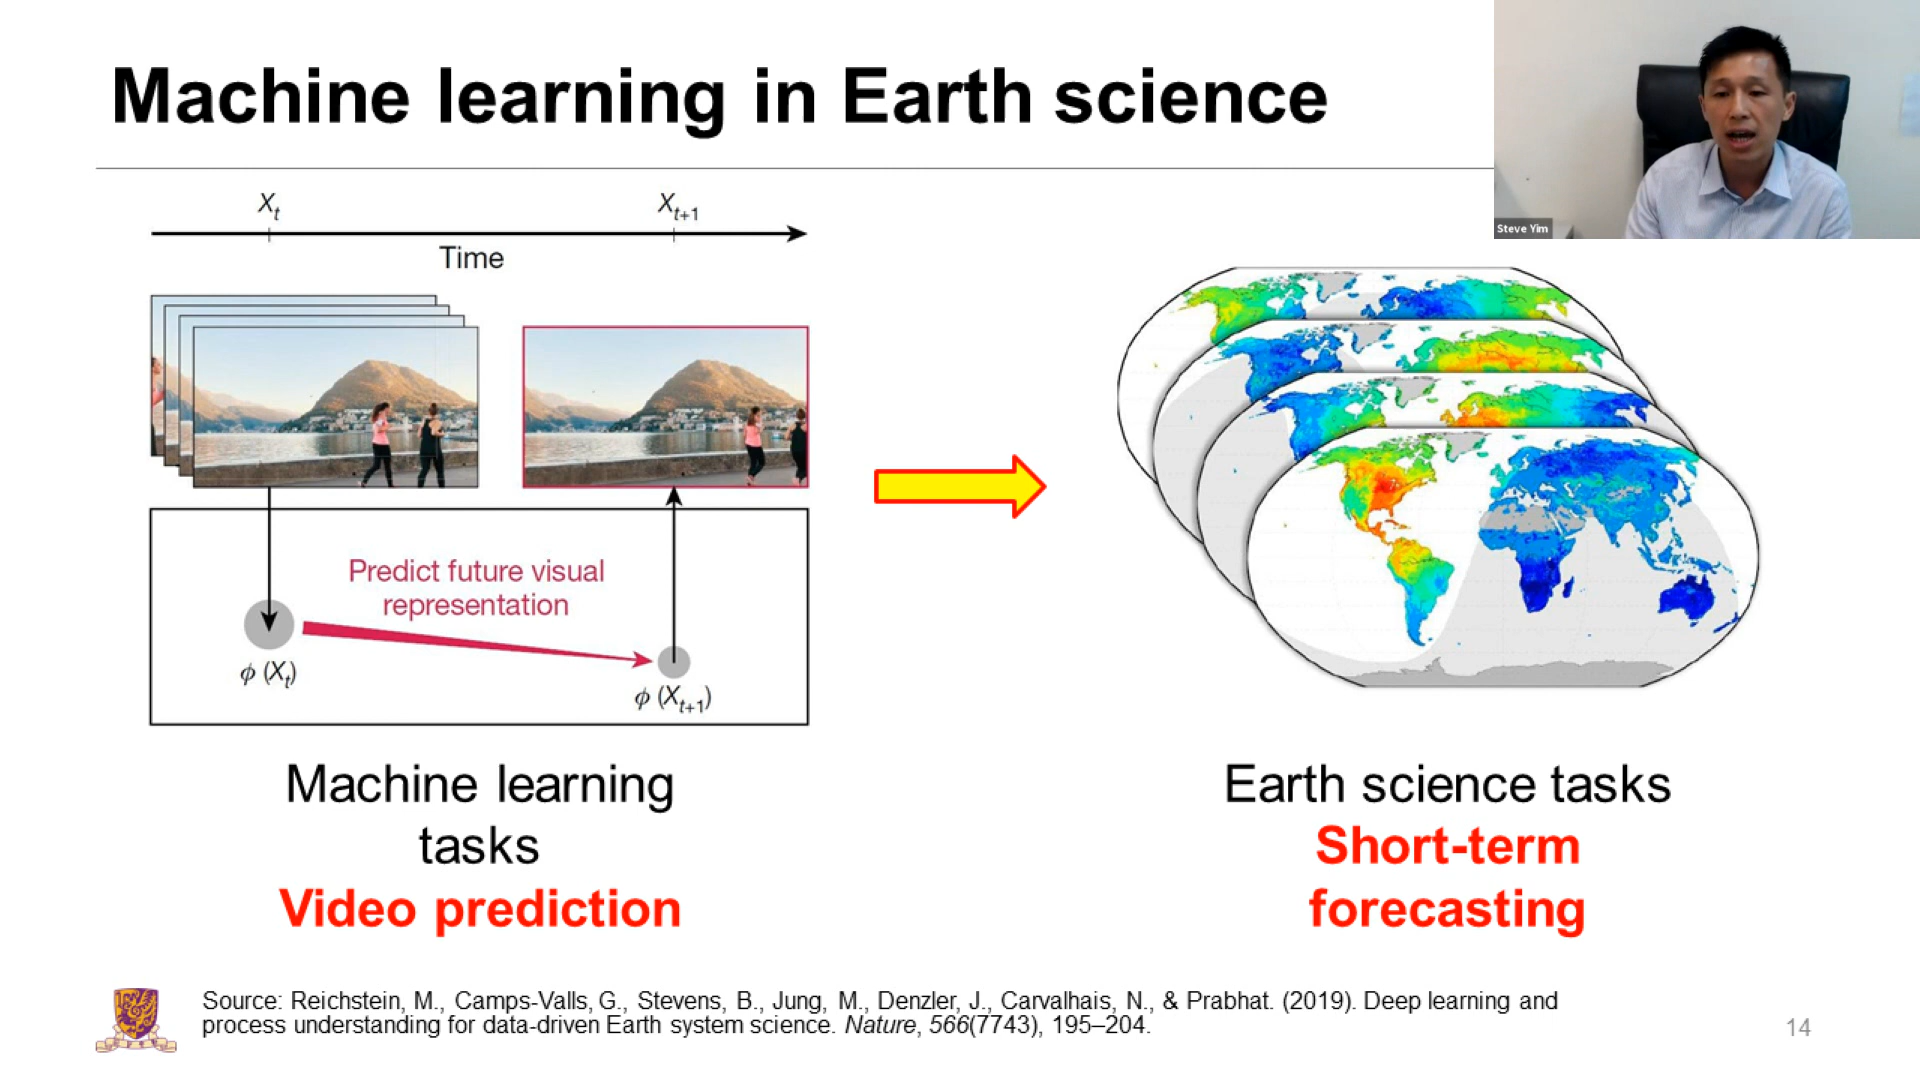 Machine learning in Earth science
Steve Yim
Xt
Xt+1
Time
Predict future visual
representation
ϕ (Xt)
ϕ (Xt+1)
Machine learning
tasks
Video prediction
Earth science tasks
Short-term
forecasting
Source: Reichstein, M., Camps-Valls, G., Stevens, B., Jung, M., Denzler, J., Carvalhais, N., & Prabhat. (2019). Deep learning and
process understanding for data-driven Earth system science. Nature, 566(7743), 195–204.
14